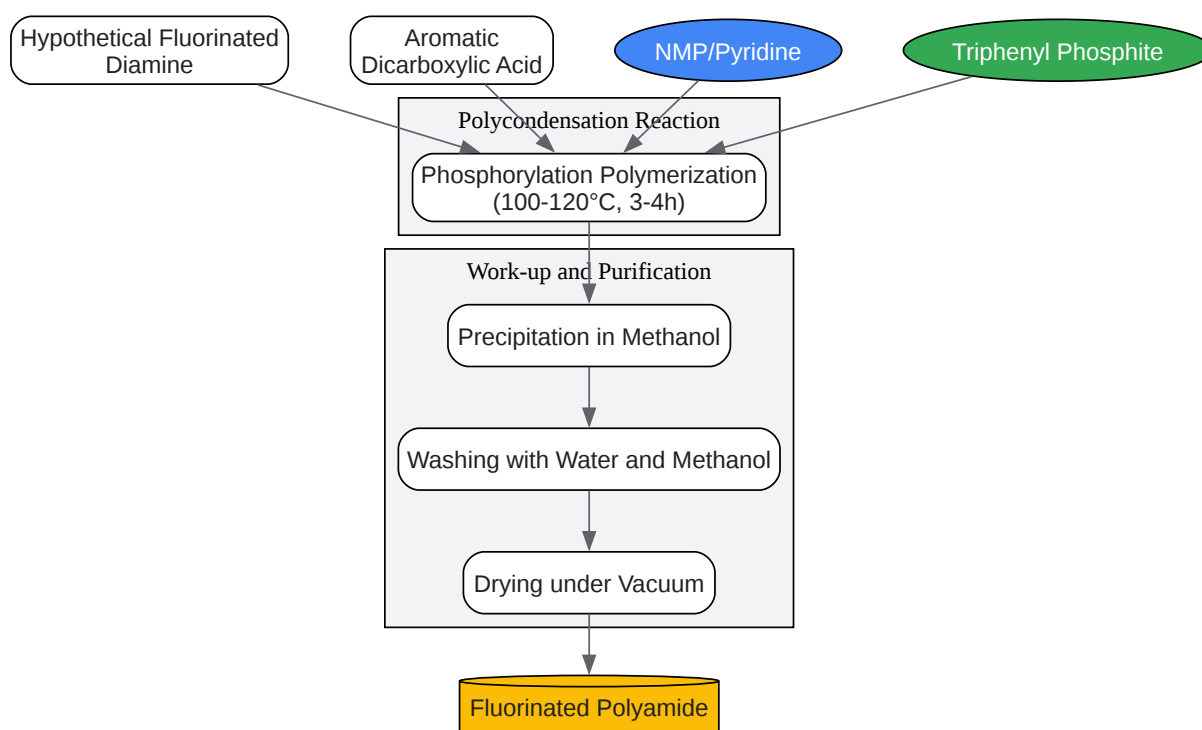 Hypothetical Fluorinated
Diamine
Aromatic
Dicarboxylic Acid
NMP/Pyridine
Triphenyl Phosphite
Polycondensation Reaction
Phosphorylation Polymerization
(100-120°C, 3-4h)
Work-up and Purification
Precipitation in Methanol
Washing with Water and Methanol
Drying under Vacuum
Fluorinated Polyamide